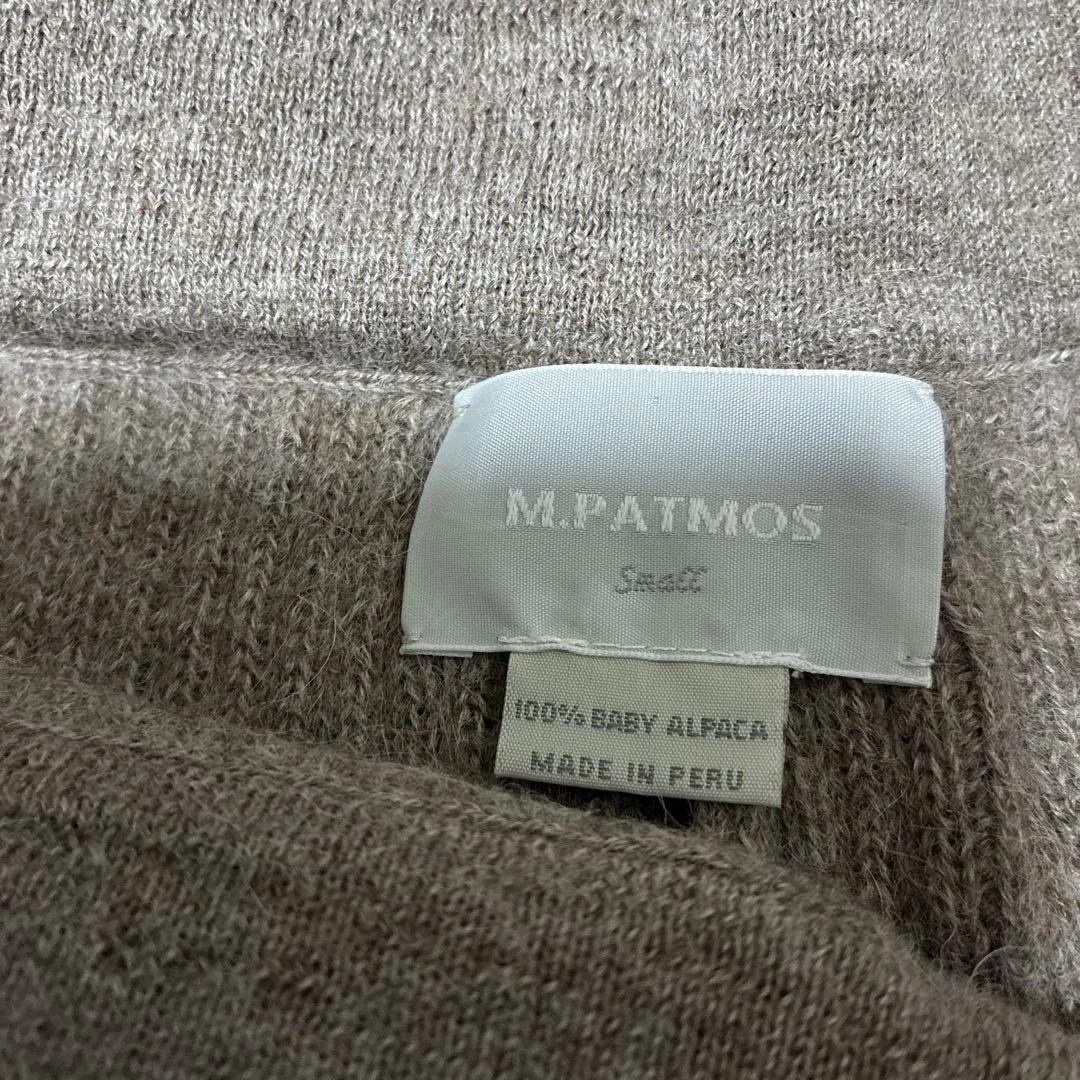 M.PATMOS
Small
100% BABY ALPACA
MADE IN PERU